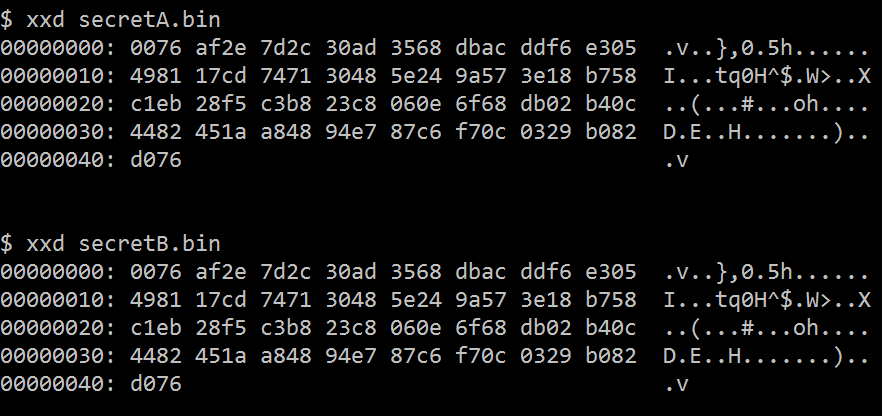 $ xxd secretA.bin
00000000: 0076 af2e 7d2c 30ad 3568 dbac ddf6 e305  .v..},0.5h......
00000010: 4981 17cd 7471 3048 5e24 9a57 3e18 b758  I...tq0H^$.W>..X
00000020: c1eb 28f5 c3b8 23c8 060e 6f68 db02 b40c  ..(...#...oh....
00000030: 4482 451a a848 94e7 87c6 f70c 0329 b082  D.E..H.......)..
00000040: d076                                     .v
$ xxd secretB.bin
00000000: 0076 af2e 7d2c 30ad 3568 dbac ddf6 e305  .v..},0.5h......
00000010: 4981 17cd 7471 3048 5e24 9a57 3e18 b758  I...tq0H^$.W>..X
00000020: c1eb 28f5 c3b8 23c8 060e 6f68 db02 b40c  ..(...#...oh....
00000030: 4482 451a a848 94e7 87c6 f70c 0329 b082  D.E..H.......)..
00000040: d076                                     .v